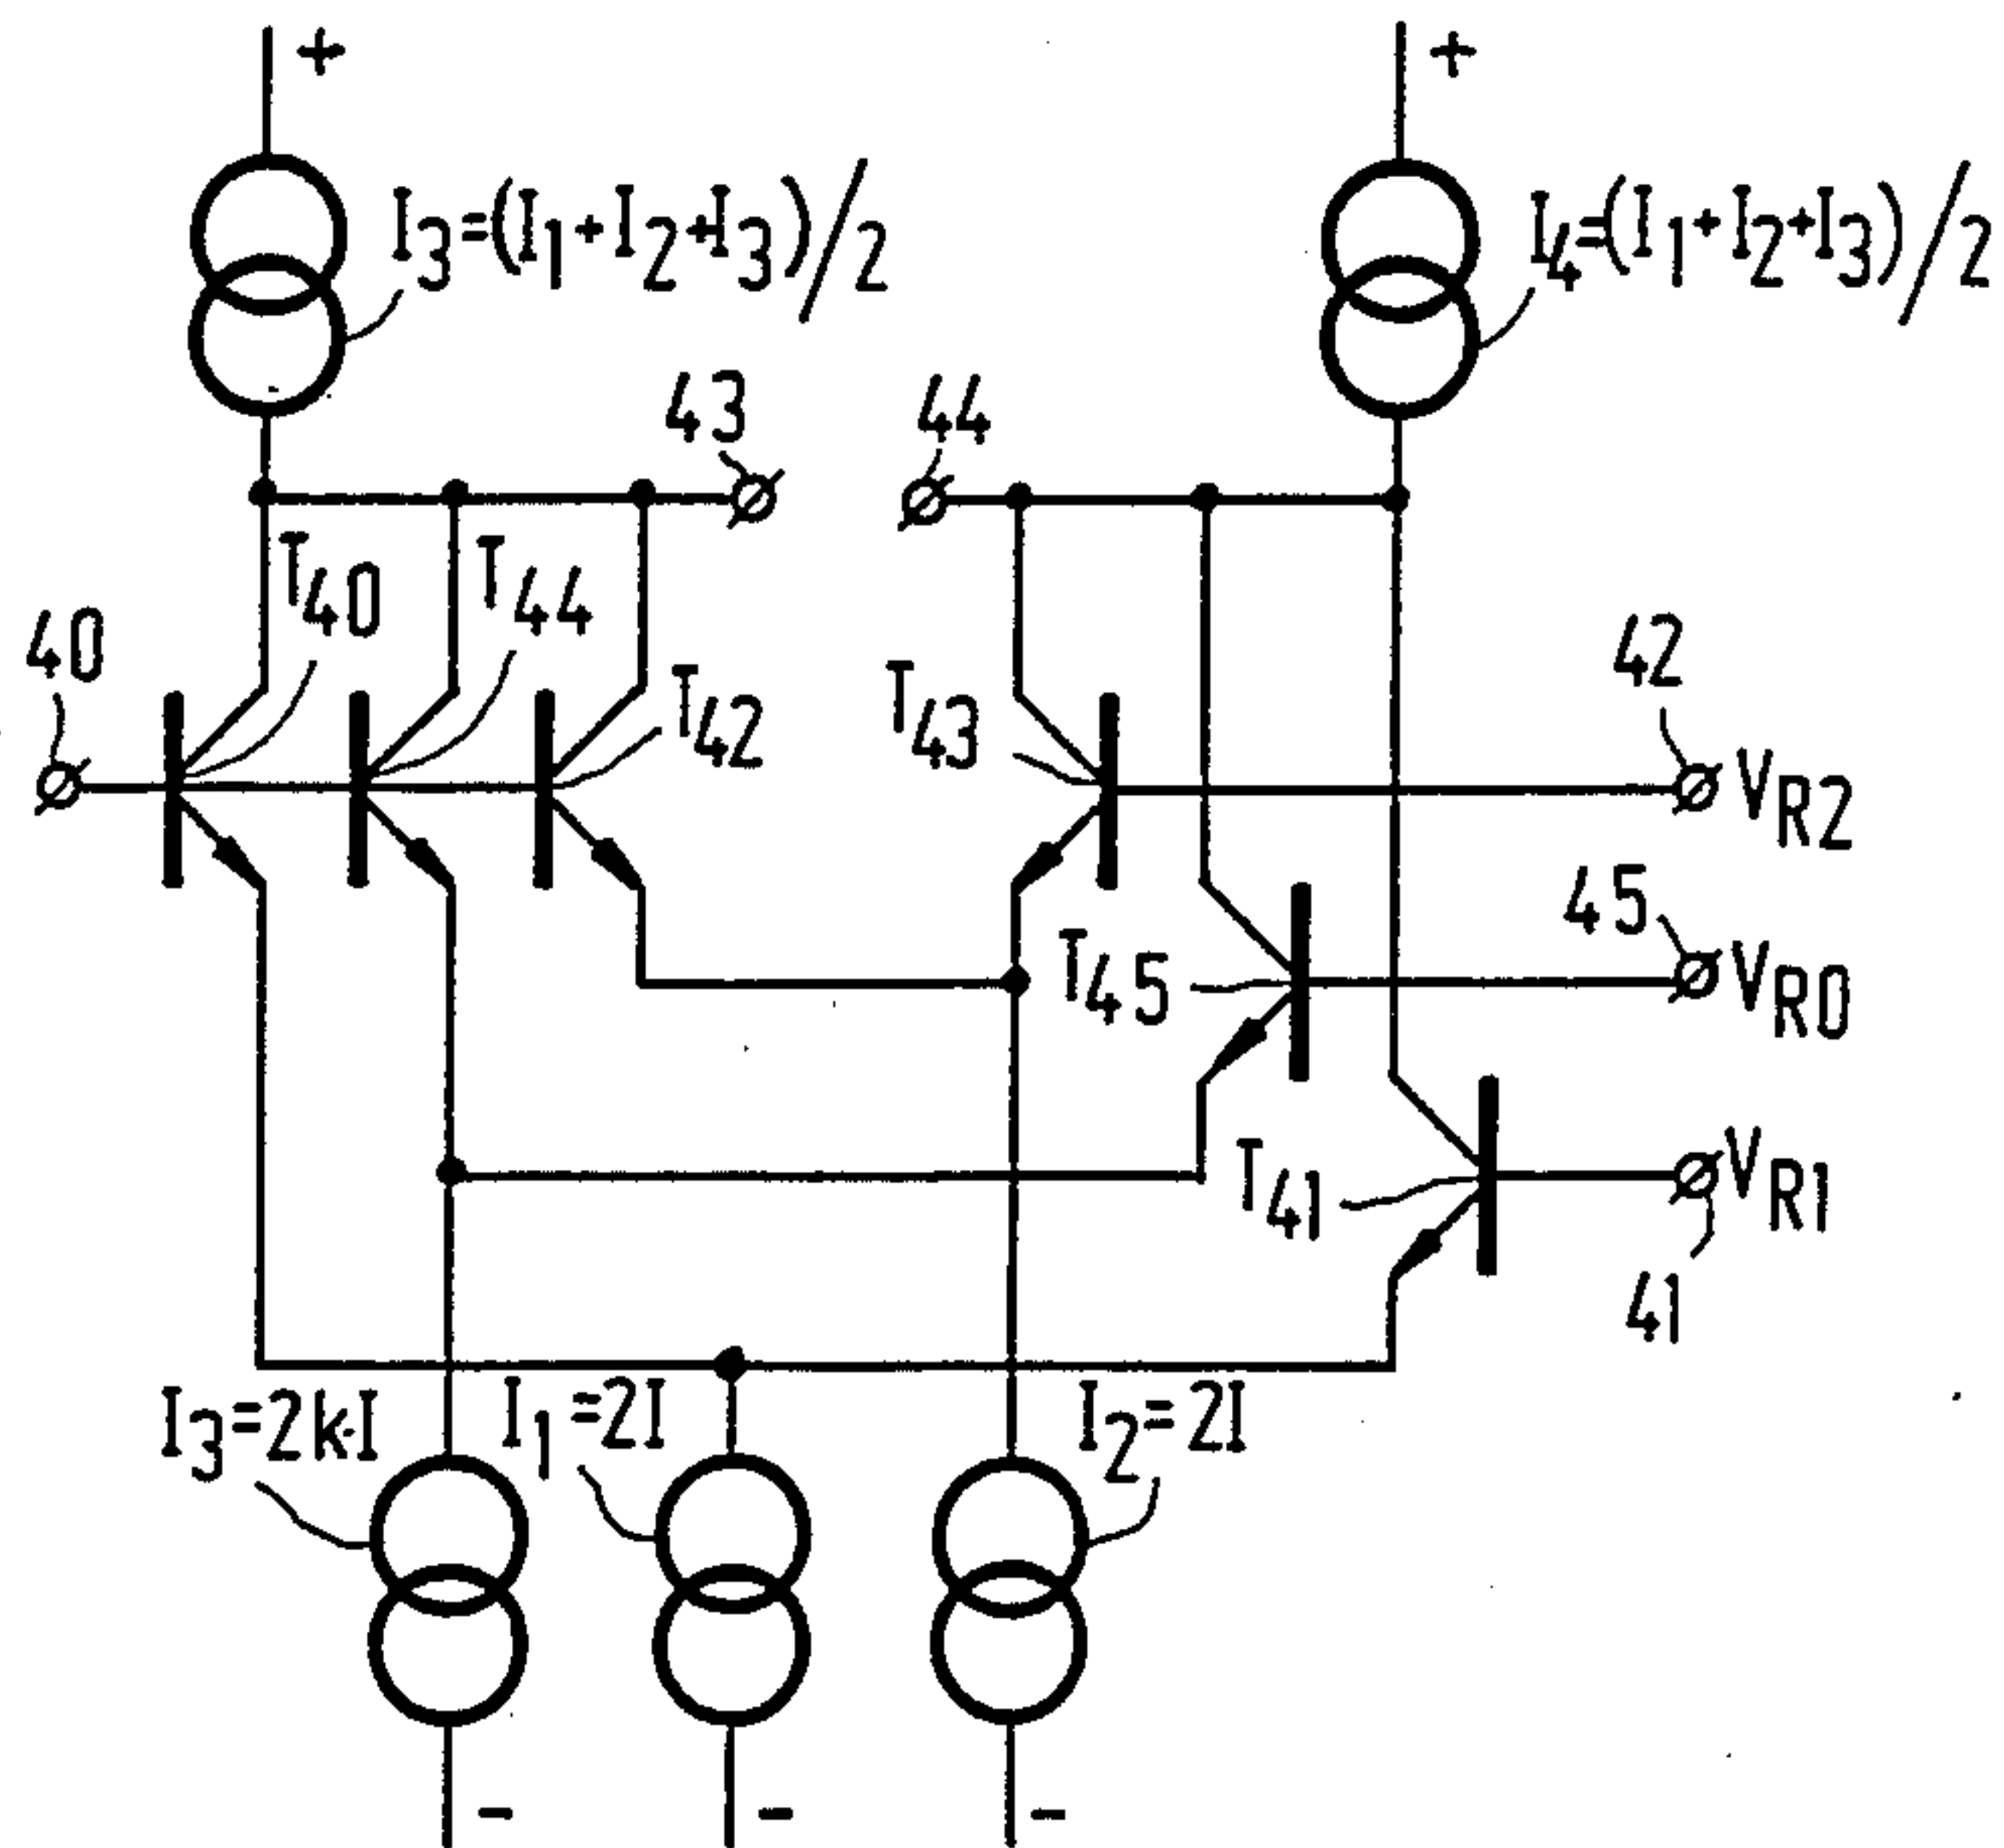 + +
I3=(I1+I2+I3)/2 I4=(I1+I2+I3)/2
43 44
T40 T44
40 42
T42 T43
VR2
45
T45 VR0
T41 VR1
41
I3=2k·I I1=2I I2=2I
- - -